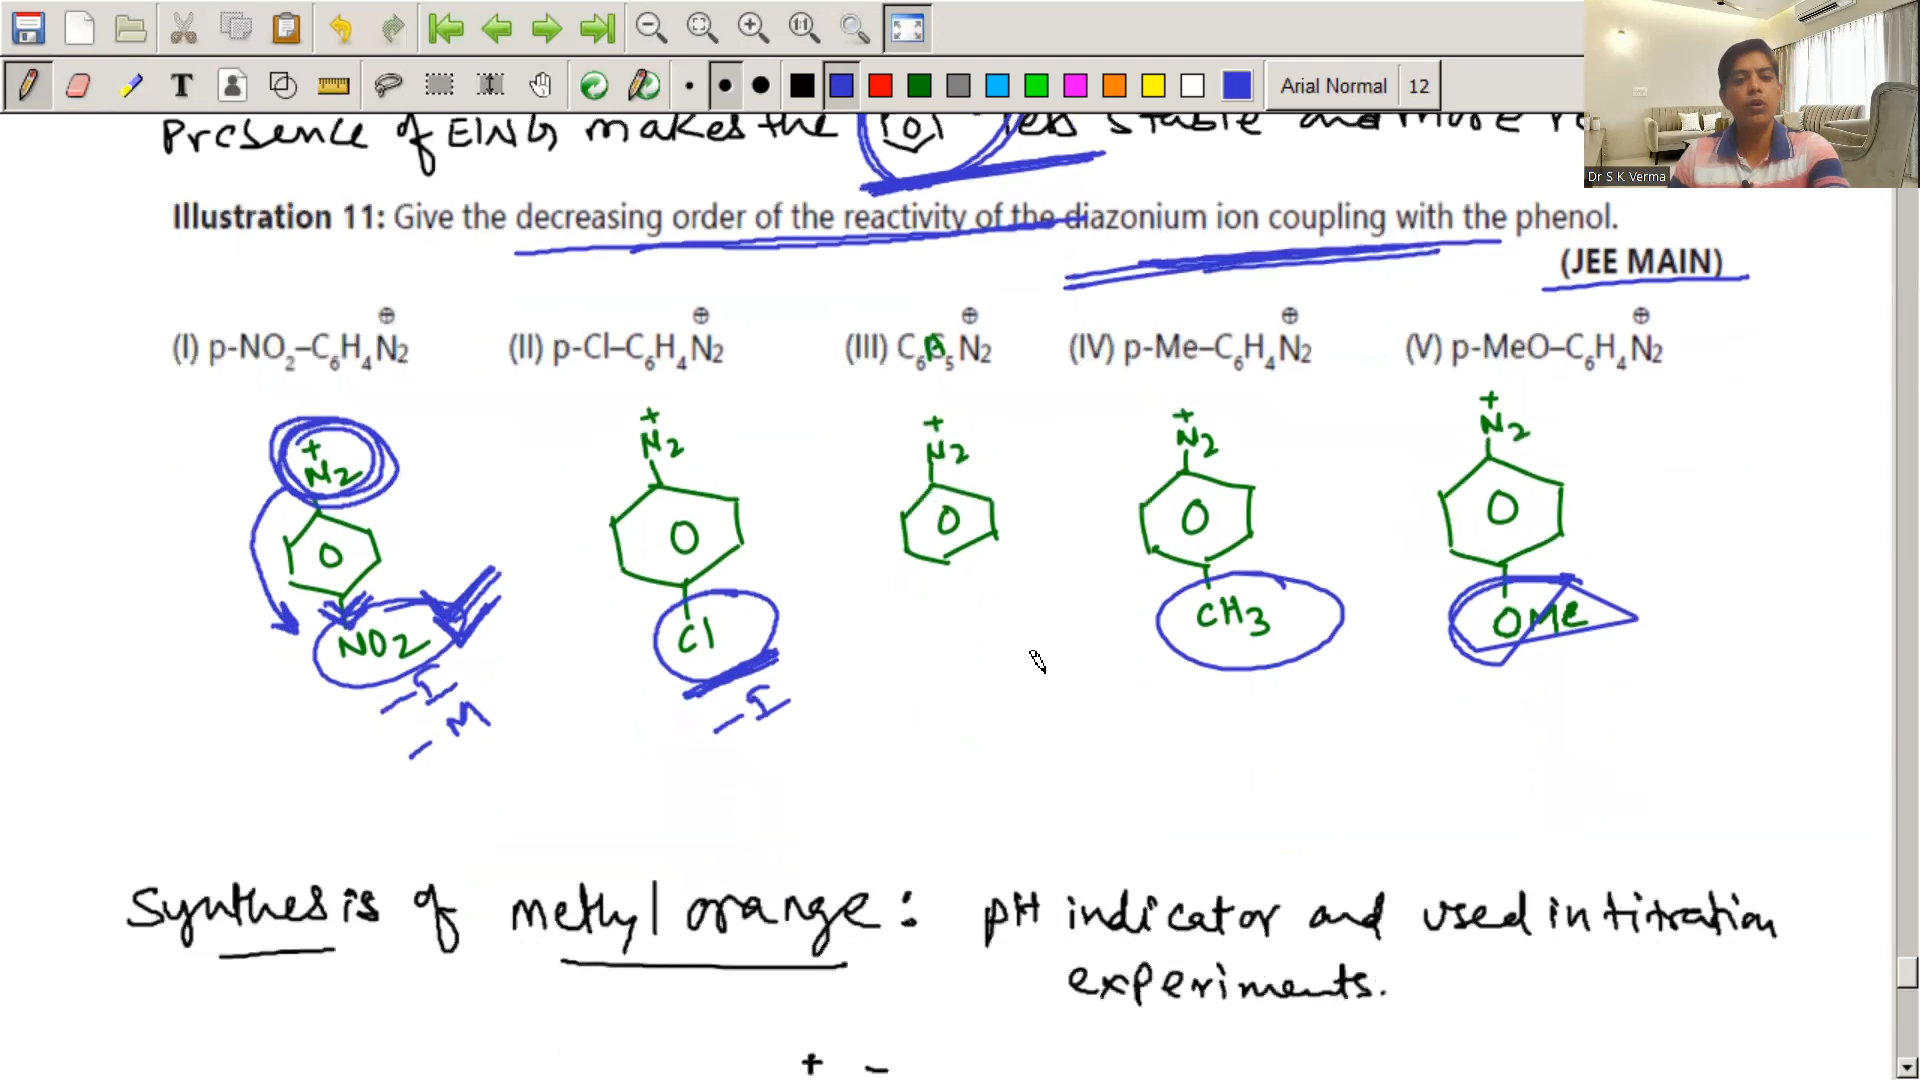 Arial Normal 12
Presence of EWG makes the less stable and more
Dr S K Verma
Illustration 11: Give the decreasing order of the reactivity of the diazonium ion coupling with the phenol.
(JEE MAIN)
(I) p-NO₂–C₆H₄N₂⊕ (II) p-Cl–C₆H₄N₂⊕ (III) C₆H₅N₂⊕ (IV) p-Me–C₆H₄N₂⊕ (V) p-MeO–C₆H₄N₂⊕
+ + + + +
N2 N2 N2 N2 N2
NO2 Cl CH3 OMe
-I -I
-M
Synthesis of methyl orange: pH indicator and used in titration
experiments.
+ -